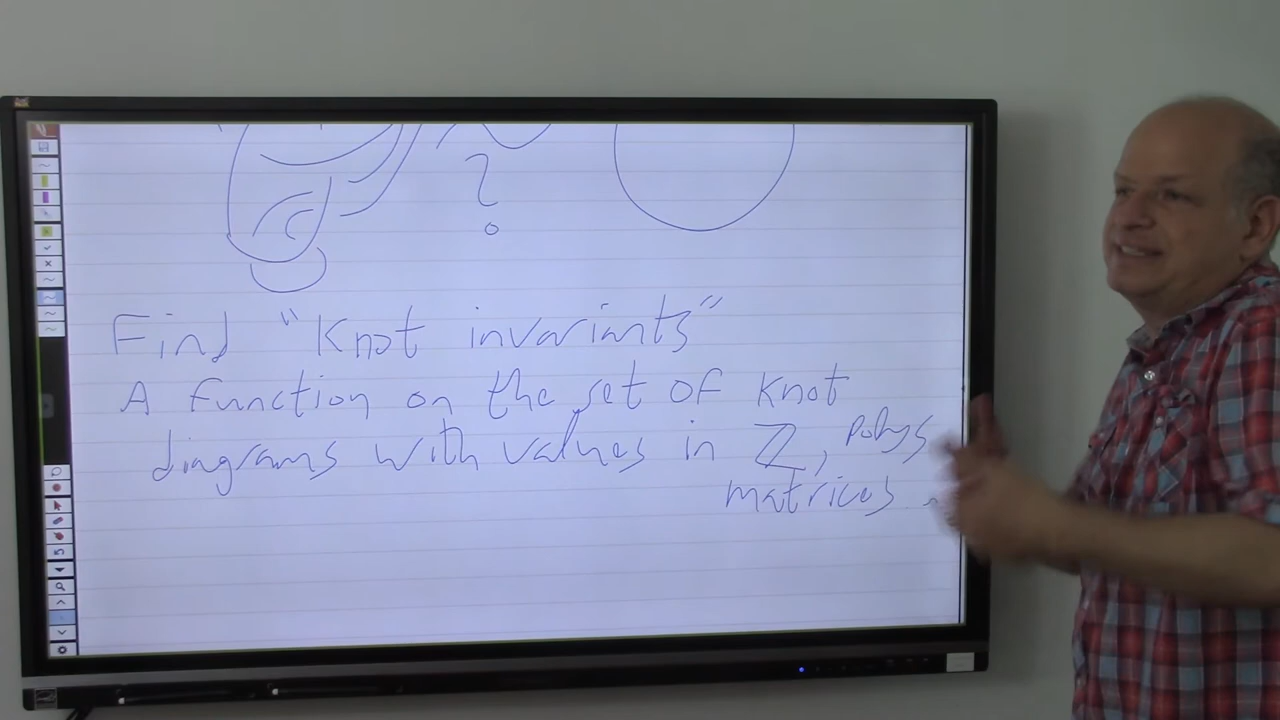 ?
Find "Knot invariants"
A function on the set of knot
diagrams with values in ℤ, polys
matrices